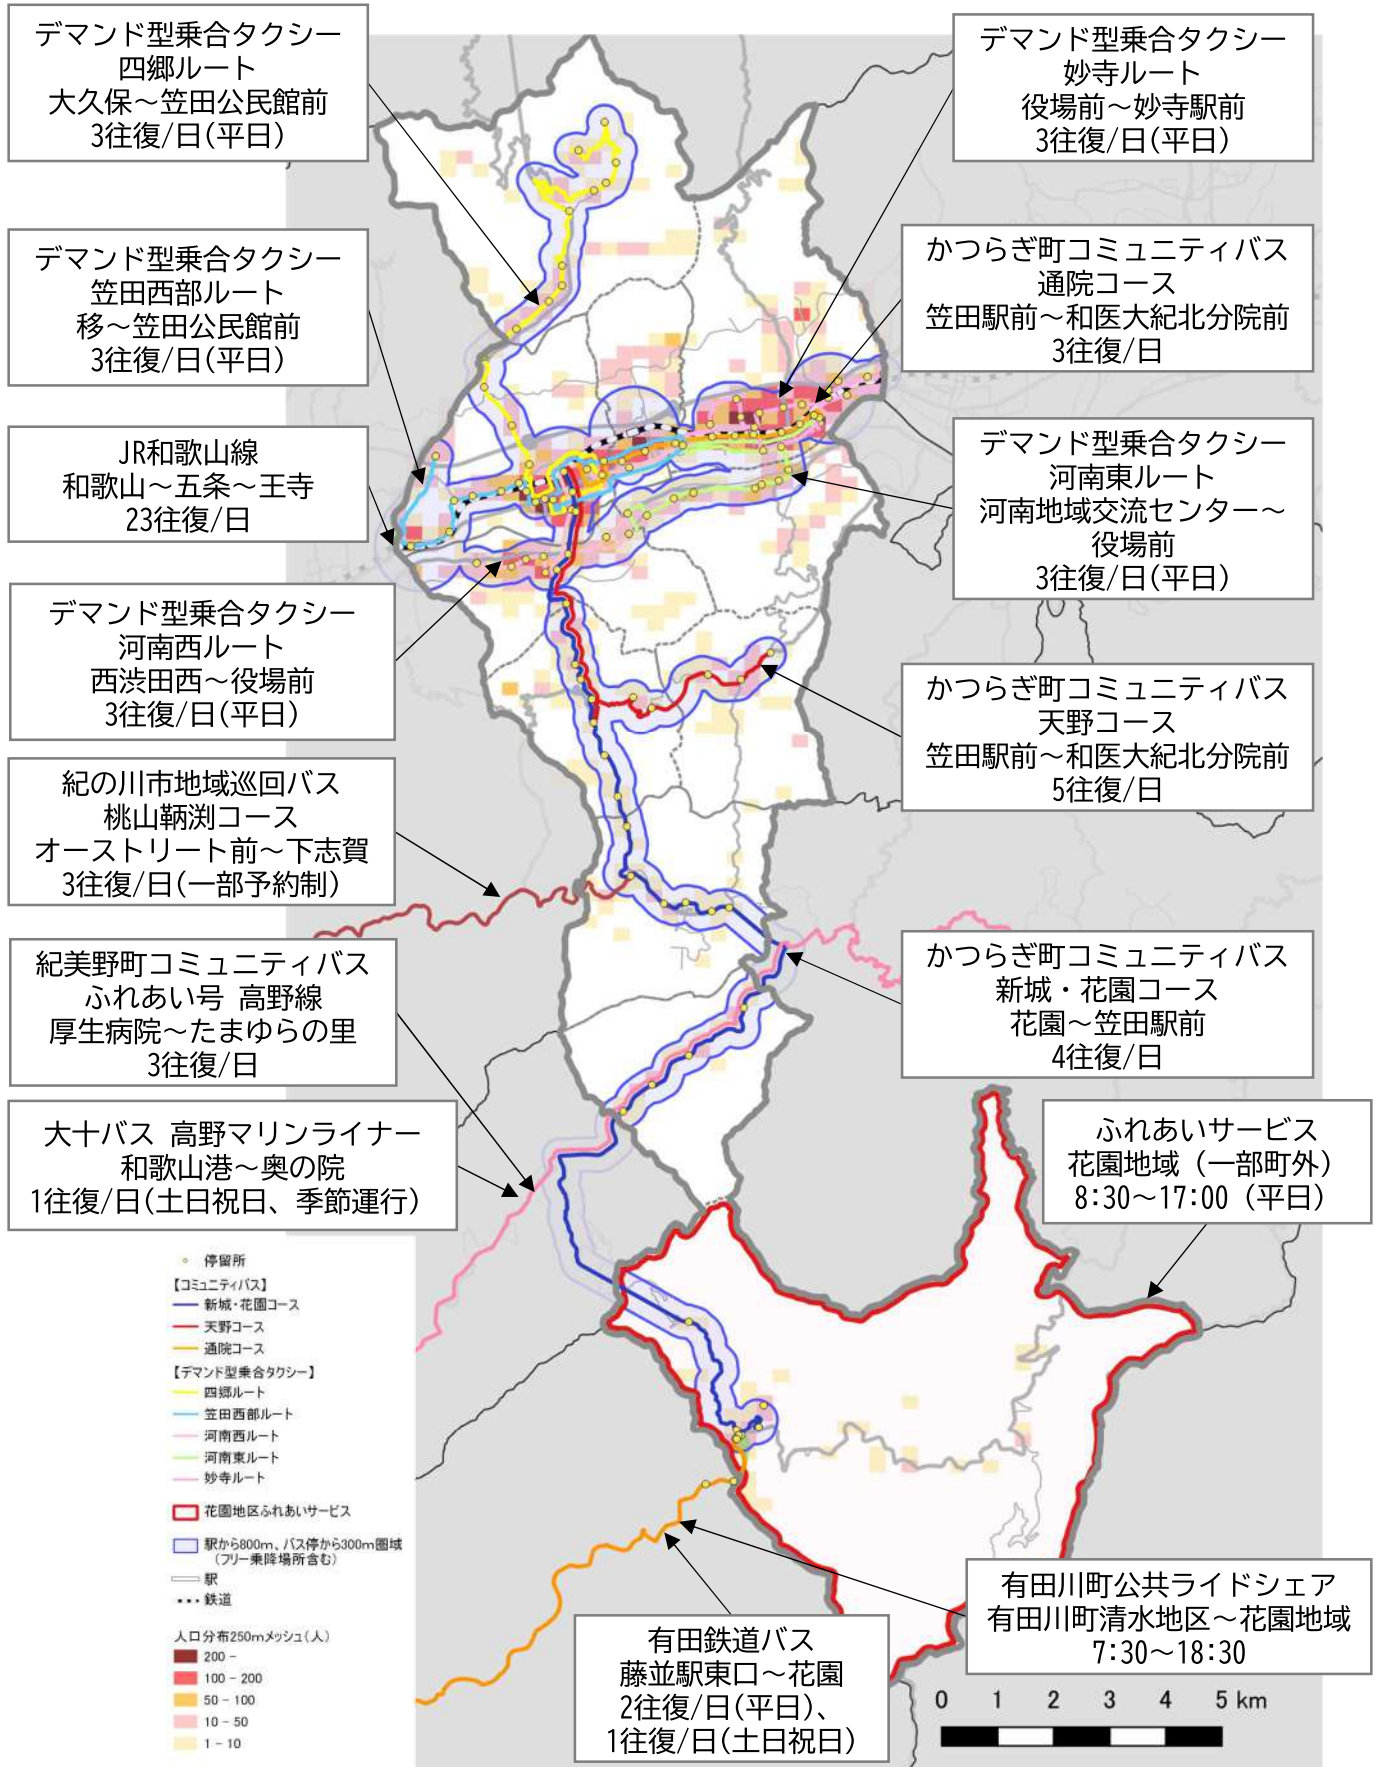 デマンド型乗合タクシー
四郷ルート
大久保～笠田公民館前
3往復/日(平日)
デマンド型乗合タクシー
妙寺ルート
役場前～妙寺駅前
3往復/日(平日)
デマンド型乗合タクシー
笠田西部ルート
移～笠田公民館前
3往復/日(平日)
かつらぎ町コミュニティバス
通院コース
笠田駅前～和医大紀北分院前
3往復/日
JR和歌山線
和歌山～五条～王寺
23往復/日
デマンド型乗合タクシー
河南東ルート
河南地域交流センター～
役場前
3往復/日(平日)
デマンド型乗合タクシー
河南西ルート
西渋田西～役場前
3往復/日(平日)
かつらぎ町コミュニティバス
天野コース
笠田駅前～和医大紀北分院前
5往復/日
紀の川市地域巡回バス
桃山鞆渕コース
オーストリート前～下志賀
3往復/日(一部予約制)
紀美野町コミュニティバス
ふれあい号 高野線
厚生病院～たまゆらの里
3往復/日
かつらぎ町コミュニティバス
新城・花園コース
花園～笠田駅前
4往復/日
大十バス 高野マリンライナー
和歌山港～奥の院
1往復/日(土日祝日、季節運行)
ふれあいサービス
花園地域（一部町外）
8:30～17:00（平日）
停留所
【コミュニティバス】
新城・花園コース
天野コース
通院コース
【デマンド型乗合タクシー】
四郷ルート
笠田西部ルート
河南西ルート
河南東ルート
妙寺ルート
花園地区ふれあいサービス
駅から800m、バス停から300m圏域
（フリー乗降場所含む）
駅
鉄道
人口分布250mメッシュ（人）
200 -
100 - 200
50 - 100
10 - 50
1 - 10
有田鉄道バス
藤並駅東口～花園
2往復/日(平日)、
1往復/日(土日祝日)
有田川町公共ライドシェア
有田川町清水地区～花園地域
7:30～18:30
0 1 2 3 4 5 km